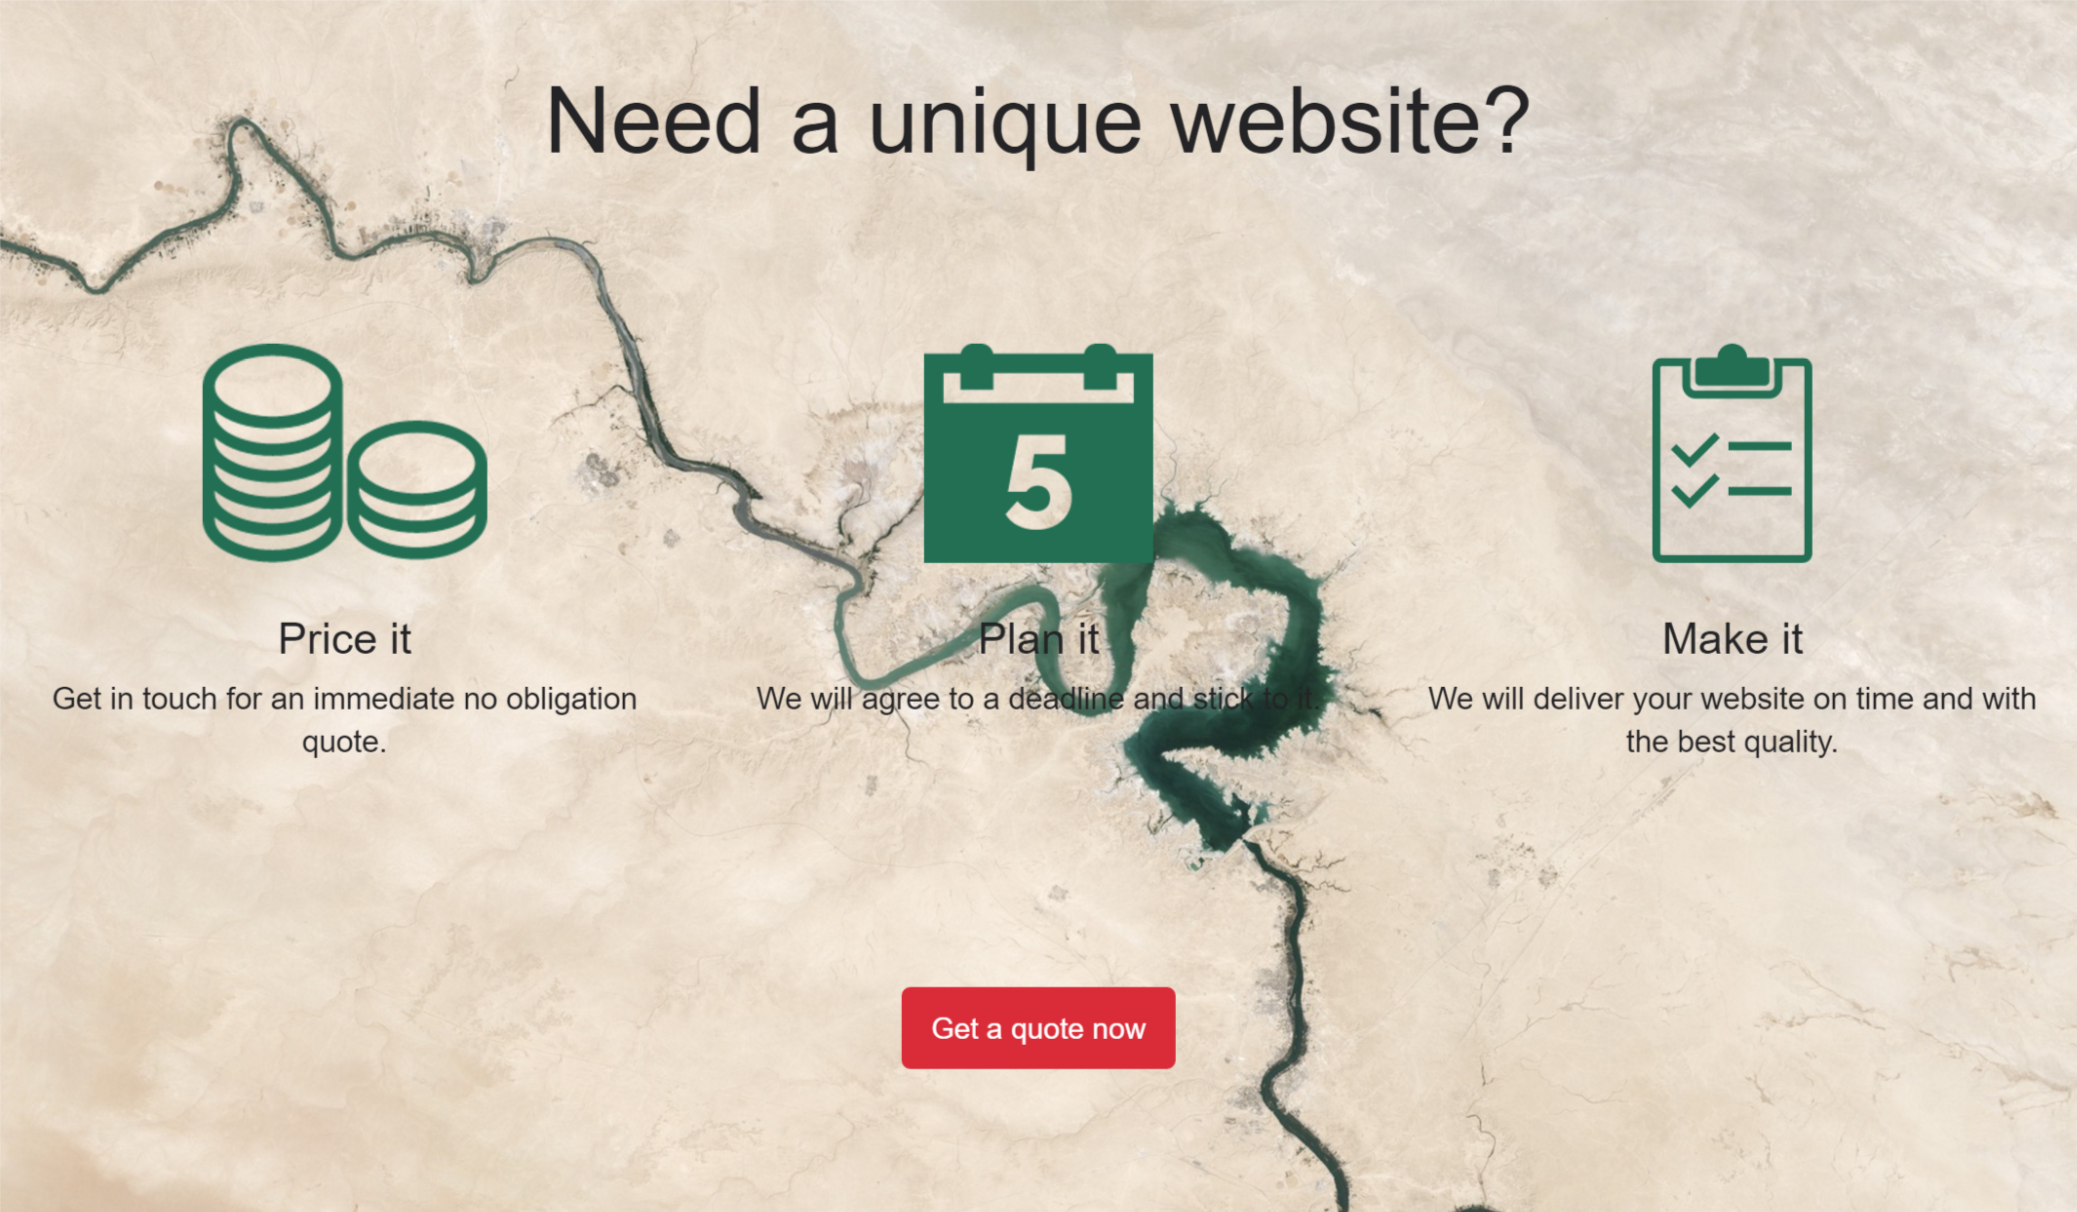 Need a unique website?
5
Price it
Get in touch for an immediate no obligation
quote.
Plan it
We will agree to a deadline and stick to it.
Make it
We will deliver your website on time and with
the best quality.
Get a quote now